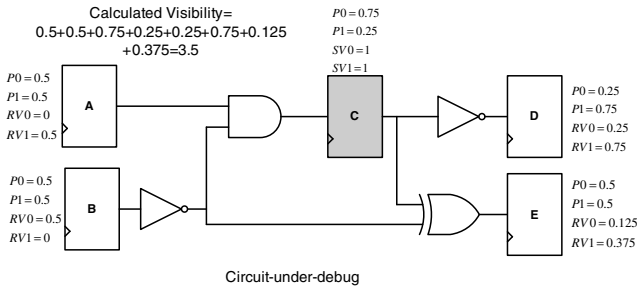 Calculated Visibility=
0.5+0.5+0.75+0.25+0.25+0.75+0.125
+0.375=3.5
P0=0.75
P1=0.25
SV0=1
SV1=1
P0=0.5
P1=0.5
RV0=0
RV1=0.5
A
C
D
P0=0.25
P1=0.75
RV0=0.25
RV1=0.75
P0=0.5
P1=0.5
RV0=0.5
RV1=0
B
E
P0=0.5
P1=0.5
RV0=0.125
RV1=0.375
Circuit-under-debug